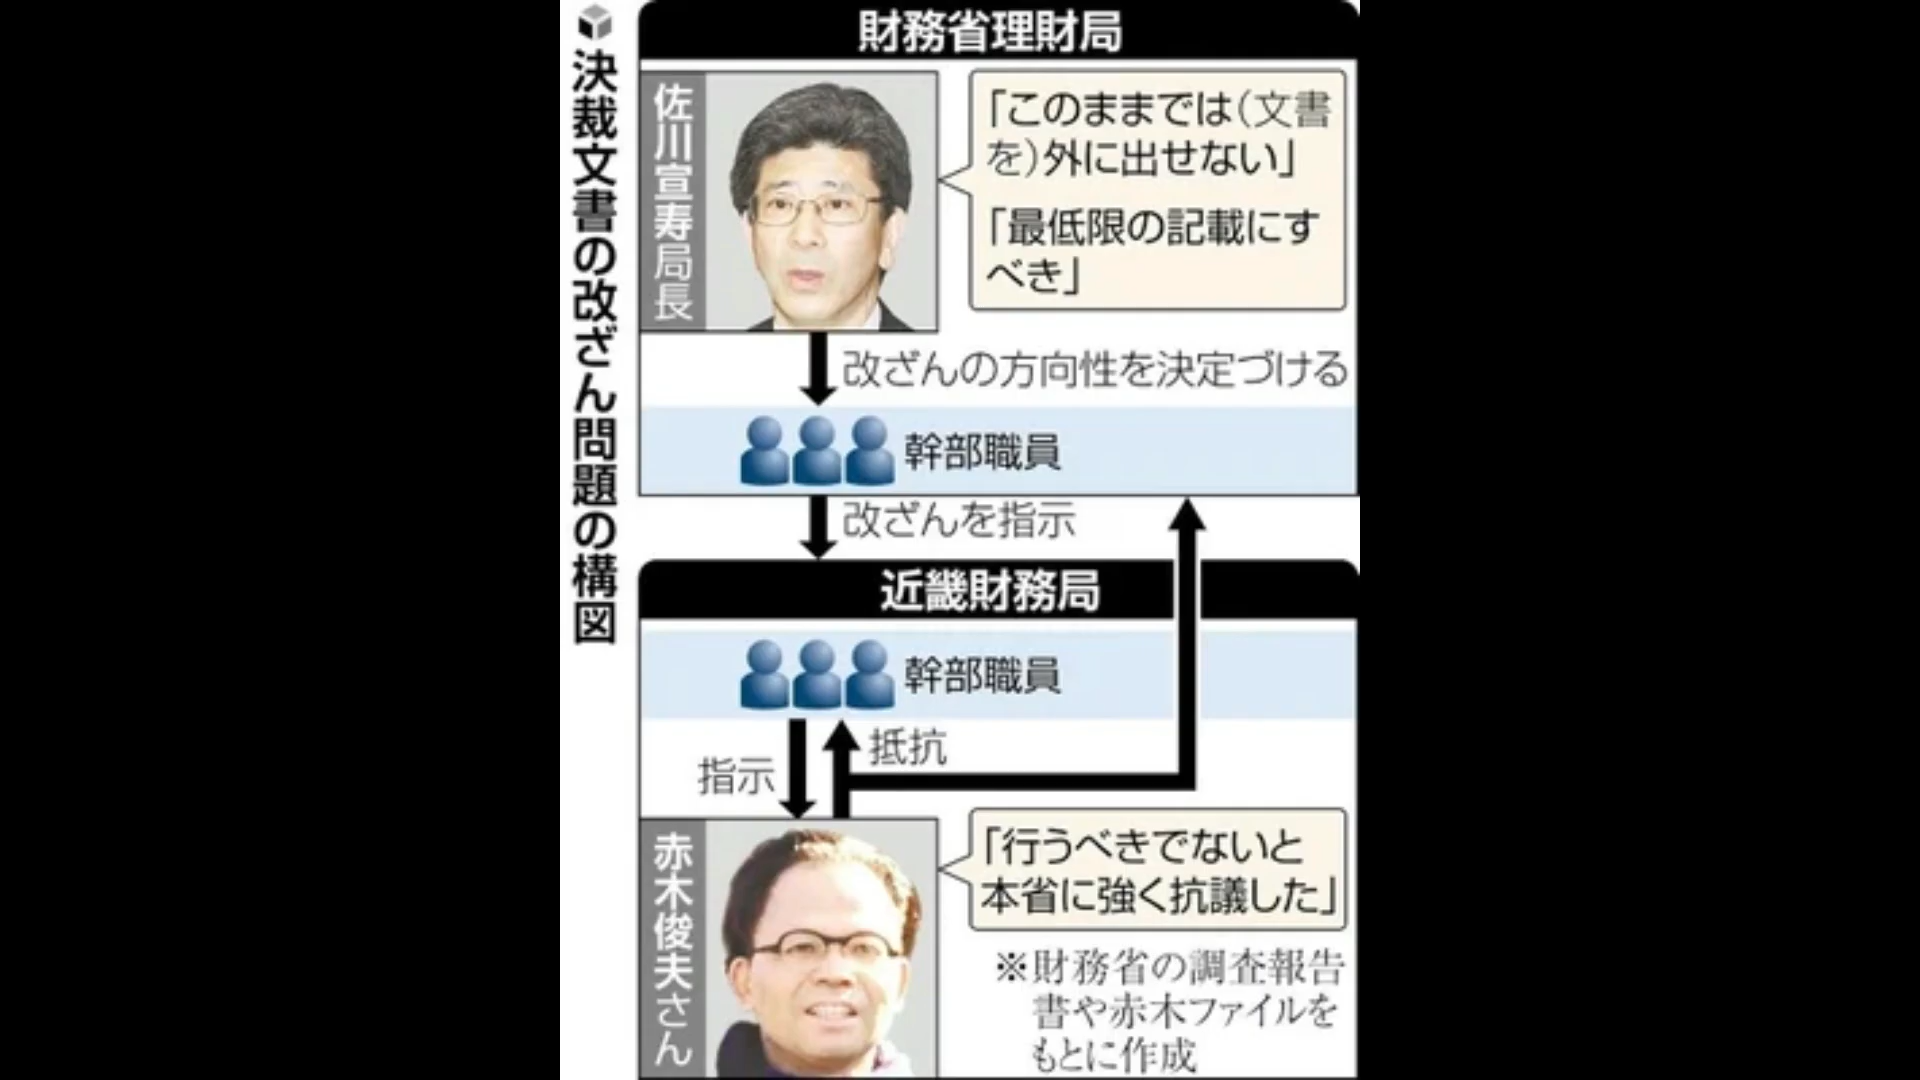 決裁文書の改ざん問題の構図
財務省理財局
佐川宣寿局長
「このままでは(文書
を)外に出せない」
「最低限の記載にす
べき」
改ざんの方向性を決定づける
幹部職員
改ざんを指示
近畿財務局
幹部職員
指示
抵抗
赤木俊夫さん
「行うべきでないと
本省に強く抗議した」
※財務省の調査報告
書や赤木ファイルを
もとに作成